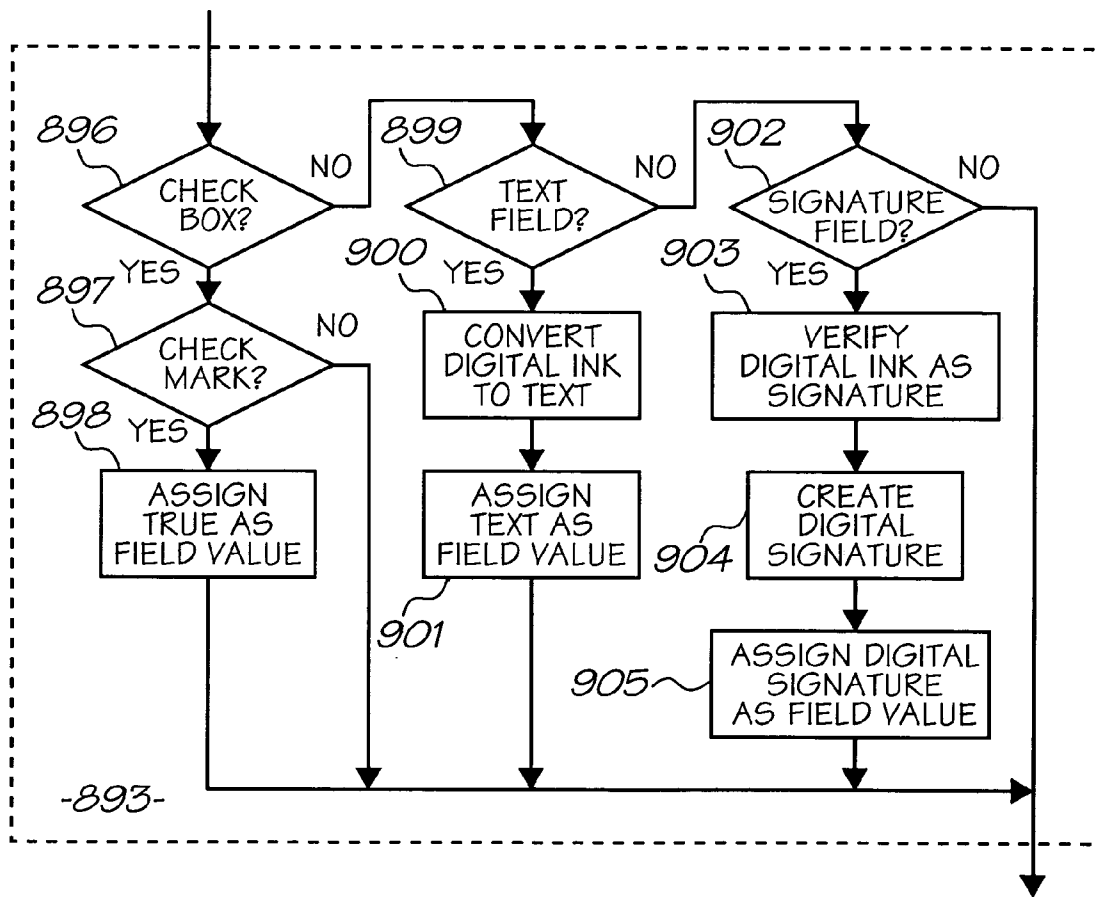 896
CHECK
BOX?
NO
YES
897
CHECK
MARK?
NO
YES
898
ASSIGN
TRUE AS
FIELD VALUE
899
TEXT
FIELD?
NO
YES
900
CONVERT
DIGITAL INK
TO TEXT
ASSIGN
TEXT AS
FIELD VALUE
901
902
SIGNATURE
FIELD?
NO
YES
903
VERIFY
DIGITAL INK AS
SIGNATURE
CREATE
DIGITAL
SIGNATURE
904
905
ASSIGN DIGITAL
SIGNATURE
AS FIELD VALUE
-893-